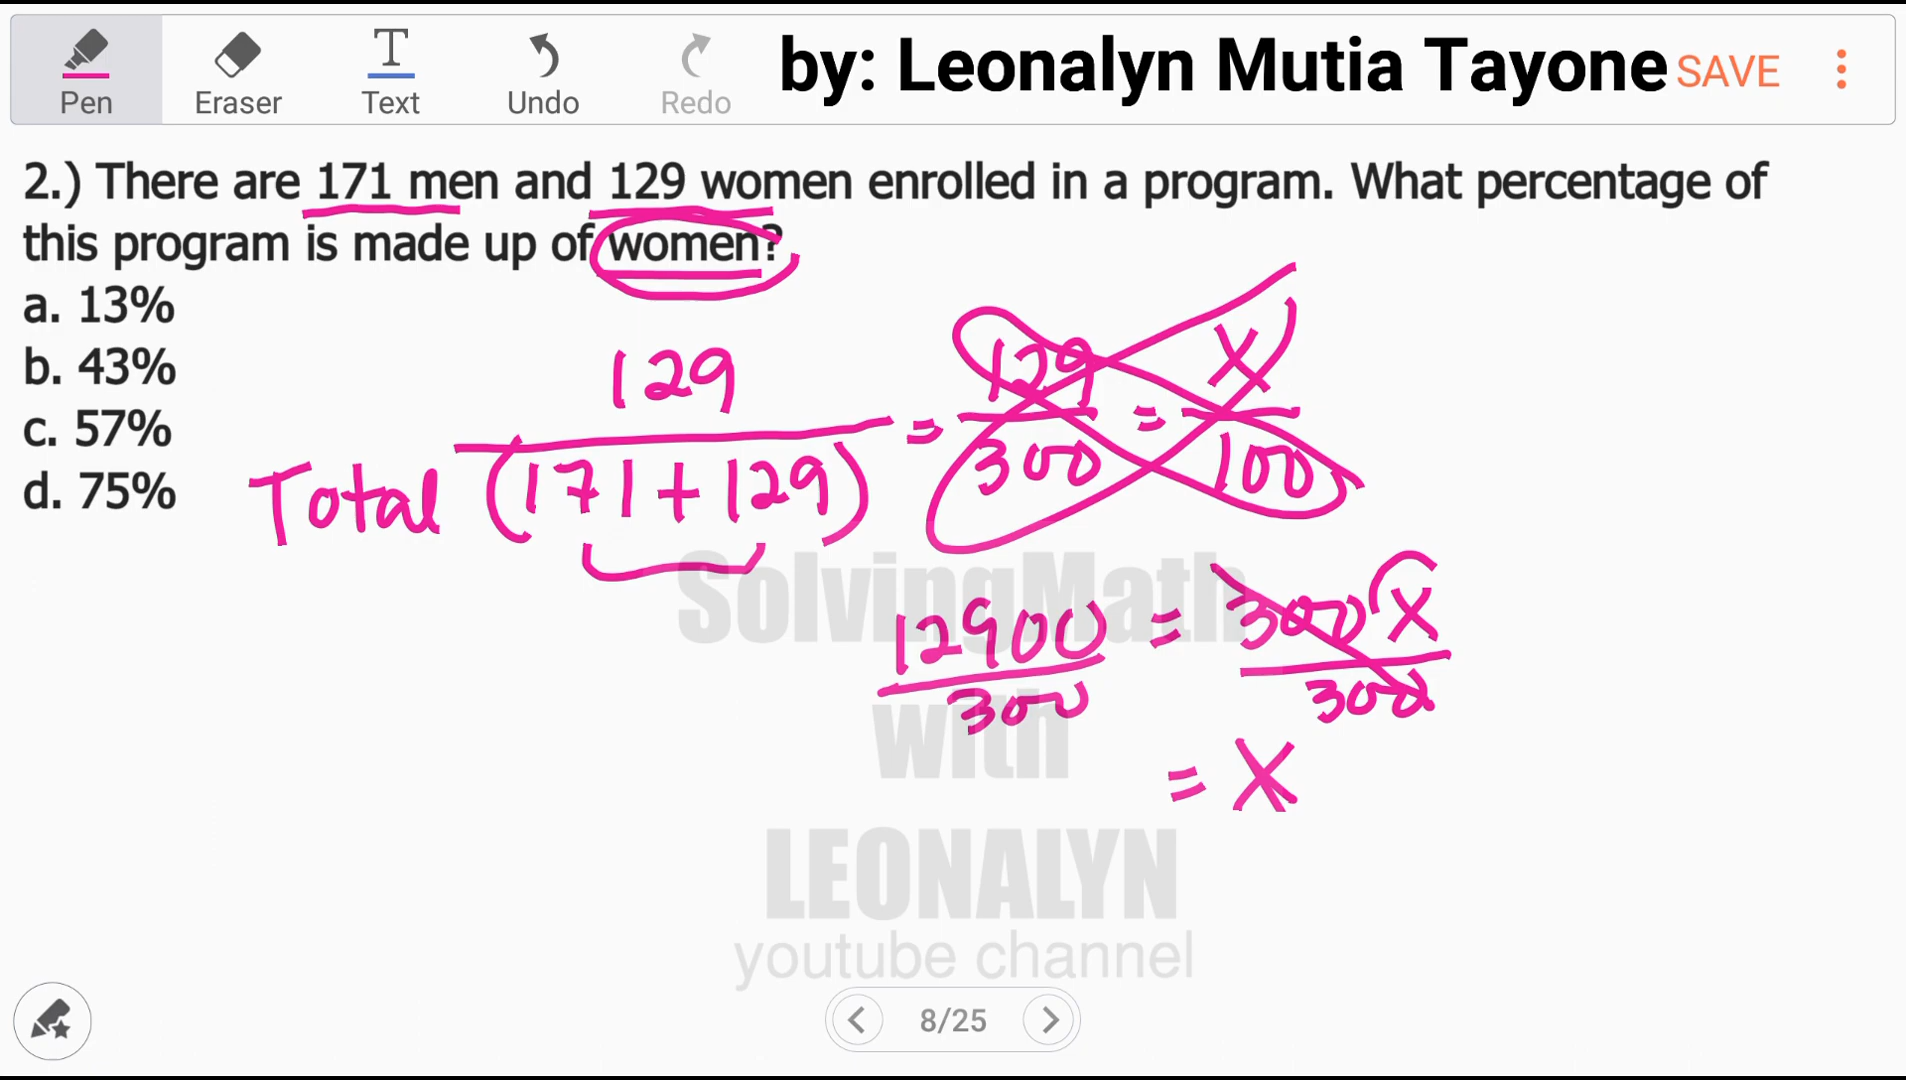 Pen Eraser Text Undo Redo by: Leonalyn Mutia Tayone SAVE
2.) There are 171 men and 129 women enrolled in a program. What percentage of
this program is made up of women?
a. 13%
b. 43%
c. 57%
d. 75%
129 = 129 = X
Total (171 + 129) 300 100
SolvingMath
12900 = 300 X
300 300
with
= X
LEONALYN
youtube channel
8/25